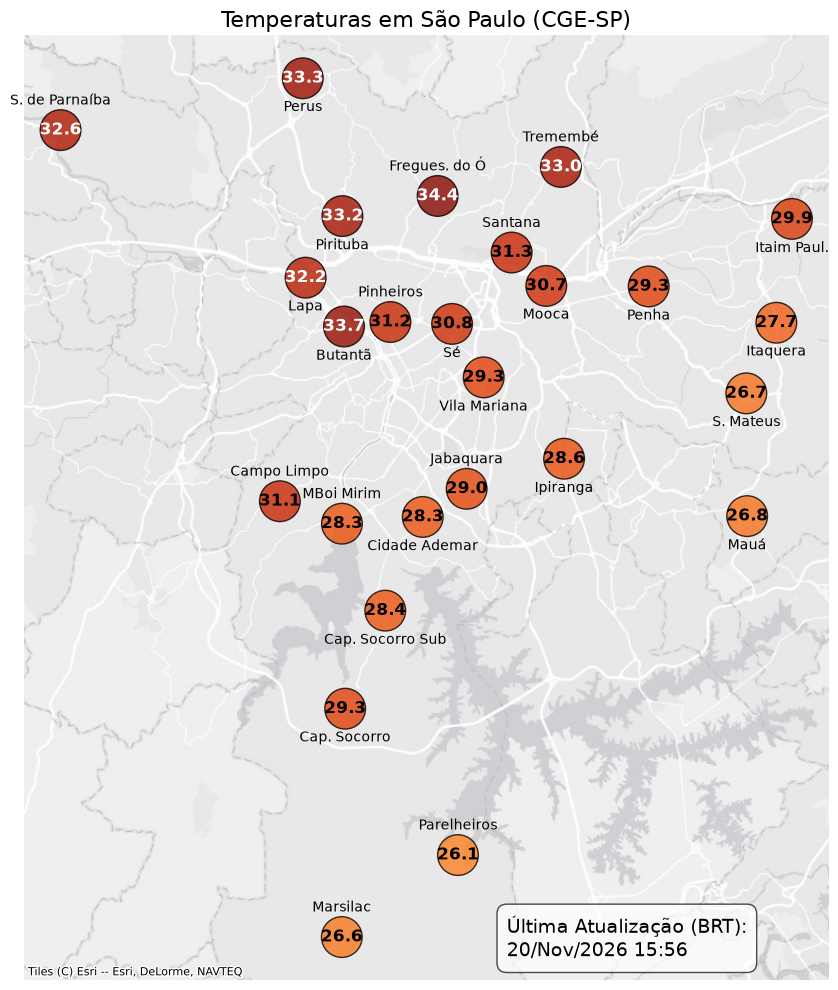 Temperaturas em São Paulo (CGE-SP)
33.3
Perus
S. de Parnaíba
32.6
Tremembé
33.0
Fregues. do Ó
34.4
33.2
Pirituba
Santana
31.3
29.9
Itaim Paul.
32.2
Lapa
Pinheiros
31.2
33.7
Butantã
30.8
Sé
30.7
Mooca
29.3
Penha
27.7
Itaquera
29.3
Vila Mariana
26.7
S. Mateus
Jabaquara
29.0
28.6
Ipiranga
Campo Limpo
31.1
MBoi Mirim
28.3
28.3
Cidade Ademar
26.8
Mauá
28.4
Cap. Socorro Sub
29.3
Cap. Socorro
Parelheiros
26.1
Marsilac
26.6
Última Atualização (BRT):
20/Nov/2026 15:56
Tiles (C) Esri -- Esri, DeLorme, NAVTEQ